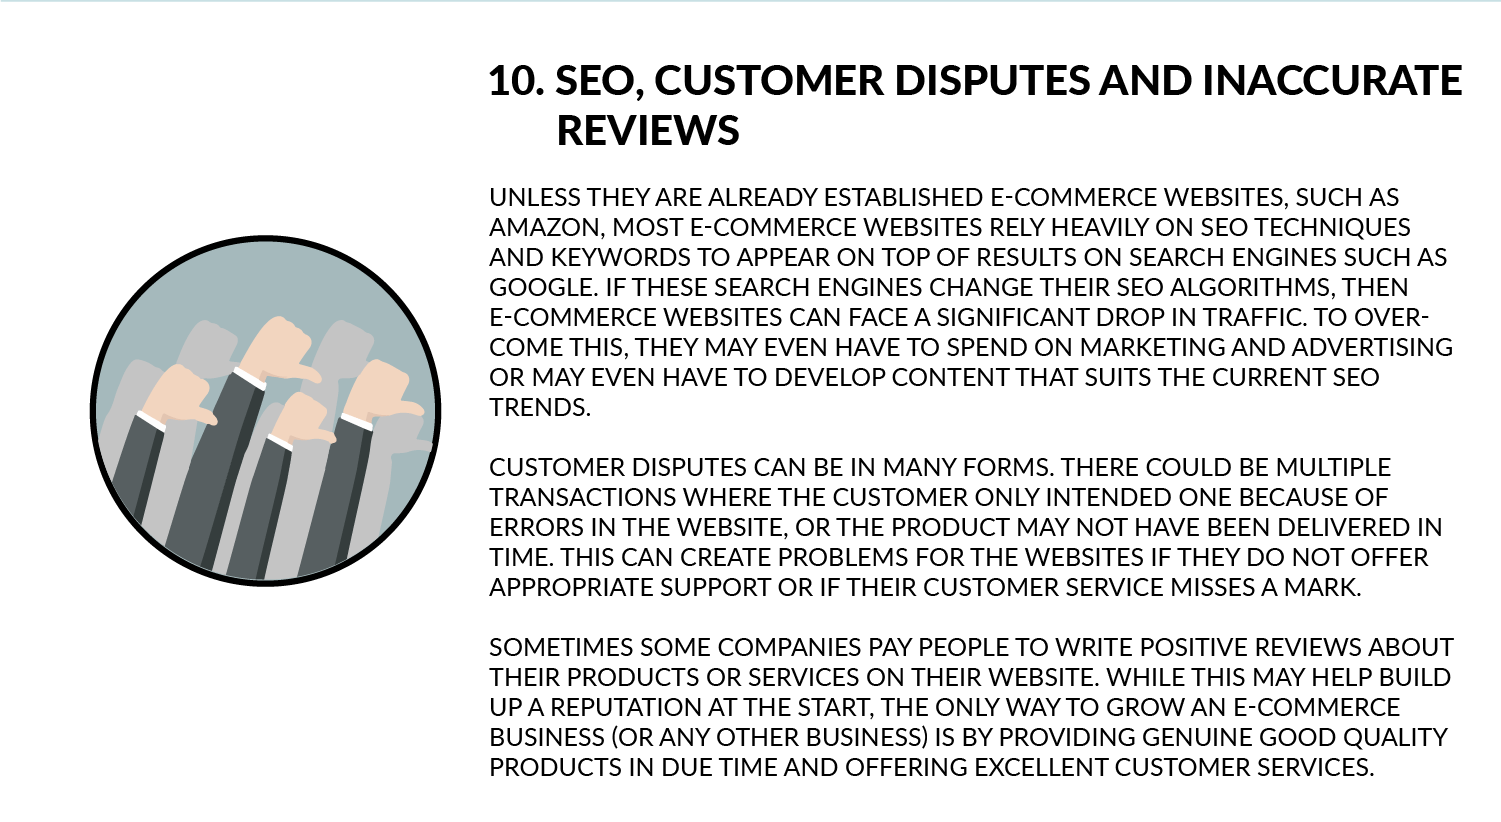 10. SEO, CUSTOMER DISPUTES AND INACCURATE
REVIEWS
UNLESS THEY ARE ALREADY ESTABLISHED E-COMMERCE WEBSITES, SUCH AS
AMAZON, MOST E-COMMERCE WEBSITES RELY HEAVILY ON SEO TECHNIQUES
AND KEYWORDS TO APPEAR ON TOP OF RESULTS ON SEARCH ENGINES SUCH AS
GOOGLE. IF THESE SEARCH ENGINES CHANGE THEIR SEO ALGORITHMS, THEN
E-COMMERCE WEBSITES CAN FACE A SIGNIFICANT DROP IN TRAFFIC. TO OVER-
COME THIS, THEY MAY EVEN HAVE TO SPEND ON MARKETING AND ADVERTISING
OR MAY EVEN HAVE TO DEVELOP CONTENT THAT SUITS THE CURRENT SEO
TRENDS.
CUSTOMER DISPUTES CAN BE IN MANY FORMS. THERE COULD BE MULTIPLE
TRANSACTIONS WHERE THE CUSTOMER ONLY INTENDED ONE BECAUSE OF
ERRORS IN THE WEBSITE, OR THE PRODUCT MAY NOT HAVE BEEN DELIVERED IN
TIME. THIS CAN CREATE PROBLEMS FOR THE WEBSITES IF THEY DO NOT OFFER
APPROPRIATE SUPPORT OR IF THEIR CUSTOMER SERVICE MISSES A MARK.
SOMETIMES SOME COMPANIES PAY PEOPLE TO WRITE POSITIVE REVIEWS ABOUT
THEIR PRODUCTS OR SERVICES ON THEIR WEBSITE. WHILE THIS MAY HELP BUILD
UP A REPUTATION AT THE START, THE ONLY WAY TO GROW AN E-COMMERCE
BUSINESS (OR ANY OTHER BUSINESS) IS BY PROVIDING GENUINE GOOD QUALITY
PRODUCTS IN DUE TIME AND OFFERING EXCELLENT CUSTOMER SERVICES.